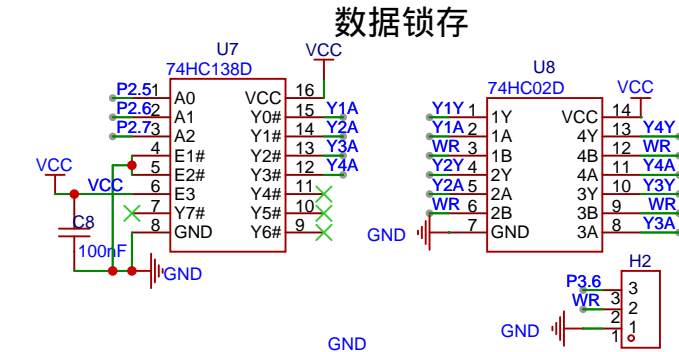 数据锁存
U7
74HC138D
VCC
P2.5 1 A0 VCC 16
P2.6 2 A1 Y0# 15 Y1A
P2.7 3 A2 Y1# 14 Y2A
4 E1# Y2# 13 Y3A
5 E2# Y3# 12 Y4A
VCC VCC 6 E3 Y4# 11
7 Y7# Y5# 10
8 GND Y6# 9
C8
100nF
GND
U8
74HC02D
VCC
Y1Y 1 1Y VCC 14
Y1A 2 1A 4Y 13 Y4Y
WR 3 1B 4B 12 WR
Y2Y 4 2Y 4A 11 Y4A
Y2A 5 2A 3Y 10 Y3Y
WR 6 2B 3B 9 WR
GND 7 GND 3A 8 Y3A
H2
P3.6 3 3
WR 2 2
GND 1 1
GND